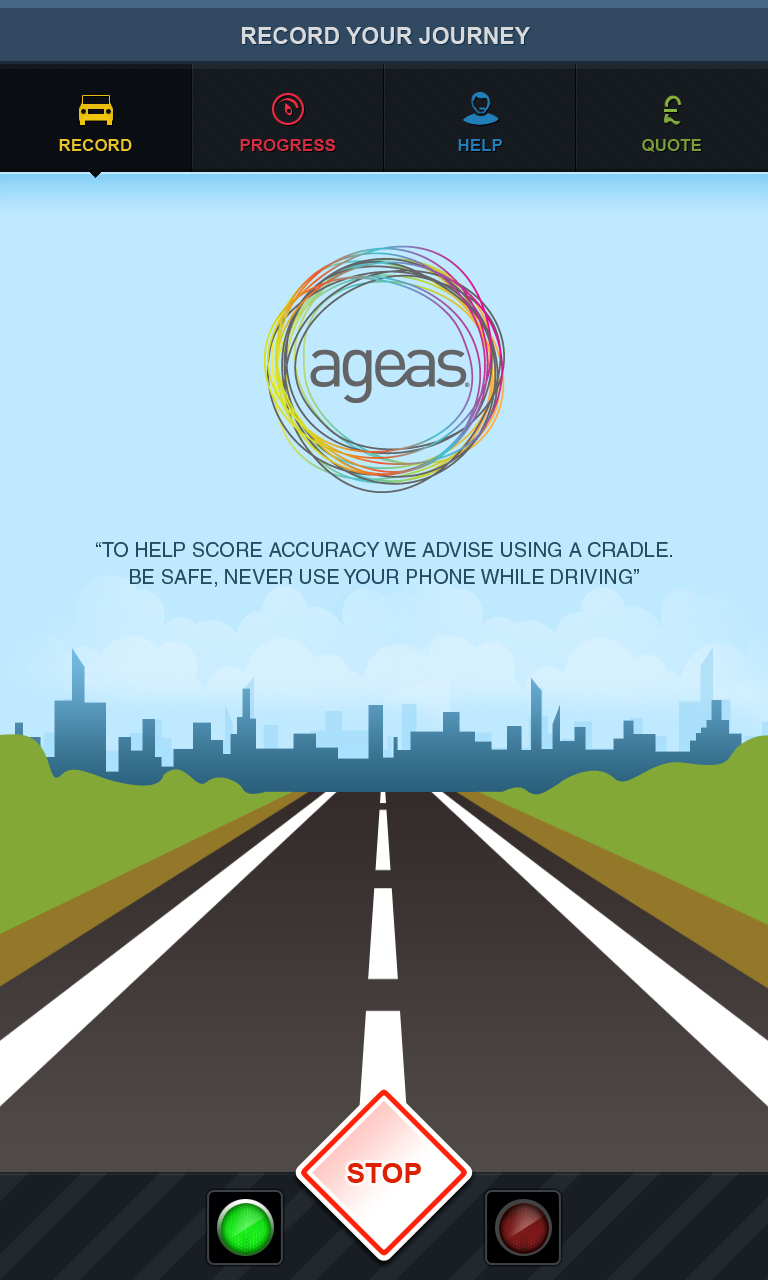 RECORD YOUR JOURNEY
RECORD PROGRESS HELP QUOTE
ageas®
“TO HELP SCORE ACCURACY WE ADVISE USING A CRADLE.
BE SAFE, NEVER USE YOUR PHONE WHILE DRIVING”
STOP